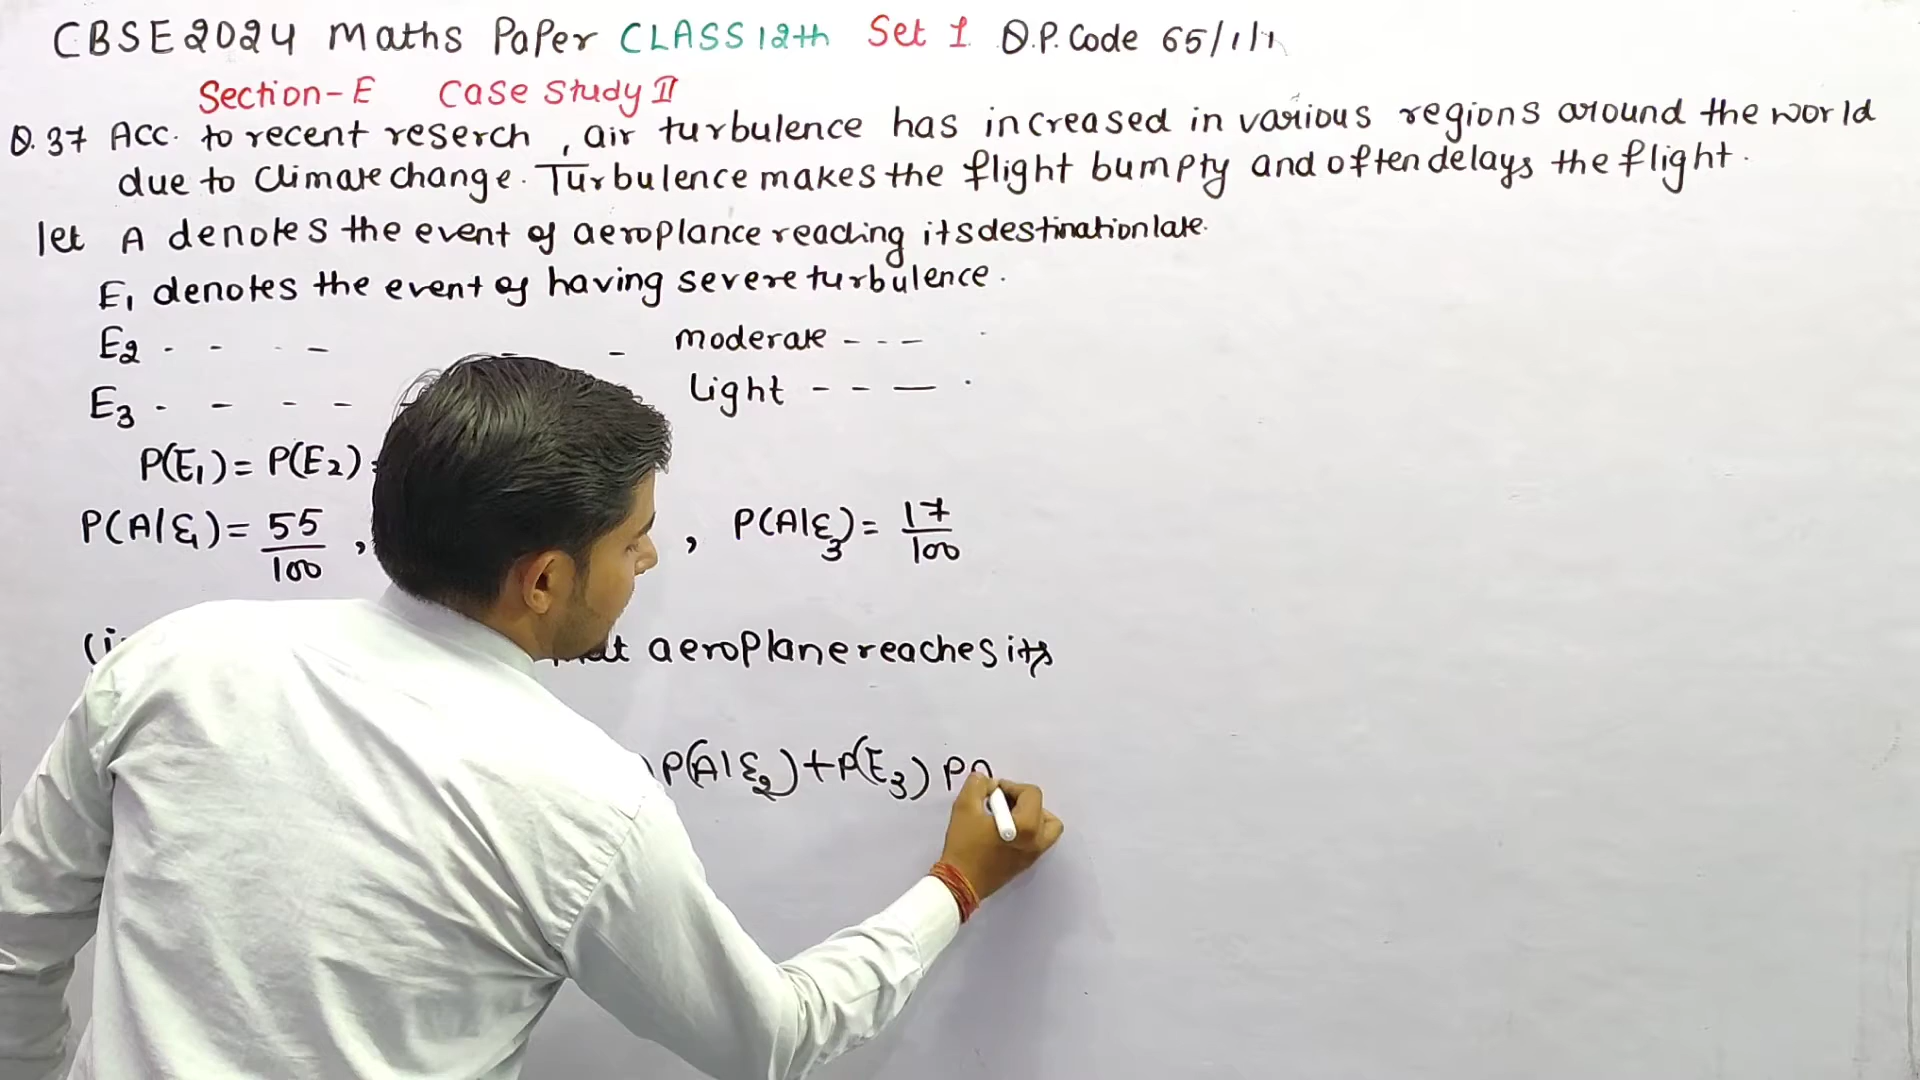 CBSE 2024 Maths Paper CLASS 12th Set 1 Q.P. Code 65/1/1
Section-E Case Study II
Q.37 Acc. to recent reserch , air turbulence has increased in various regions around the world
due to Climate change. Turbulence makes the flight bumpty and often delays the flight.
let A denotes the event of aeroplance reaching its destination late.
E1 denotes the event of having severe turbulence.
E2 - - - - - - moderate - - -
E3 - - - - - light - - -
P(E1) = P(E2) =
P(A|E1) = 55/100 , , P(A|E3) = 17/100
(i aeroplane reaches its
P(A|E2) + P(E3) P